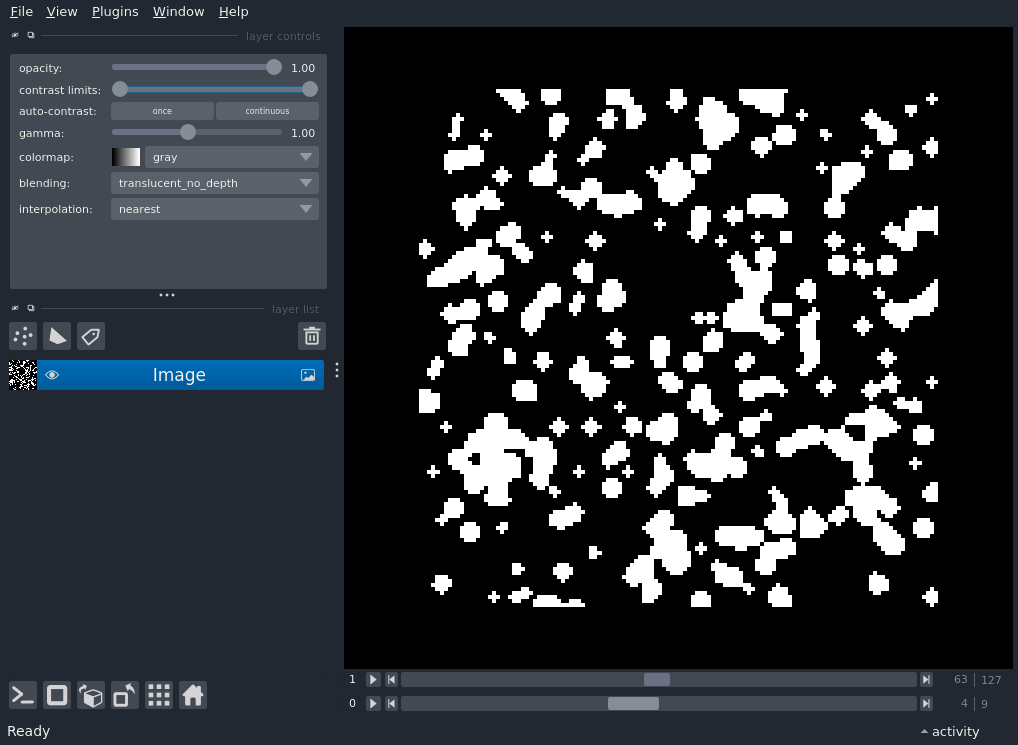 File View Plugins Window Help
layer controls
opacity: 1.00
contrast limits:
auto-contrast: once continuous
gamma: 1.00
colormap: gray
blending: translucent_no_depth
interpolation: nearest
layer list
Image
1 63 127
0 4 9
Ready activity